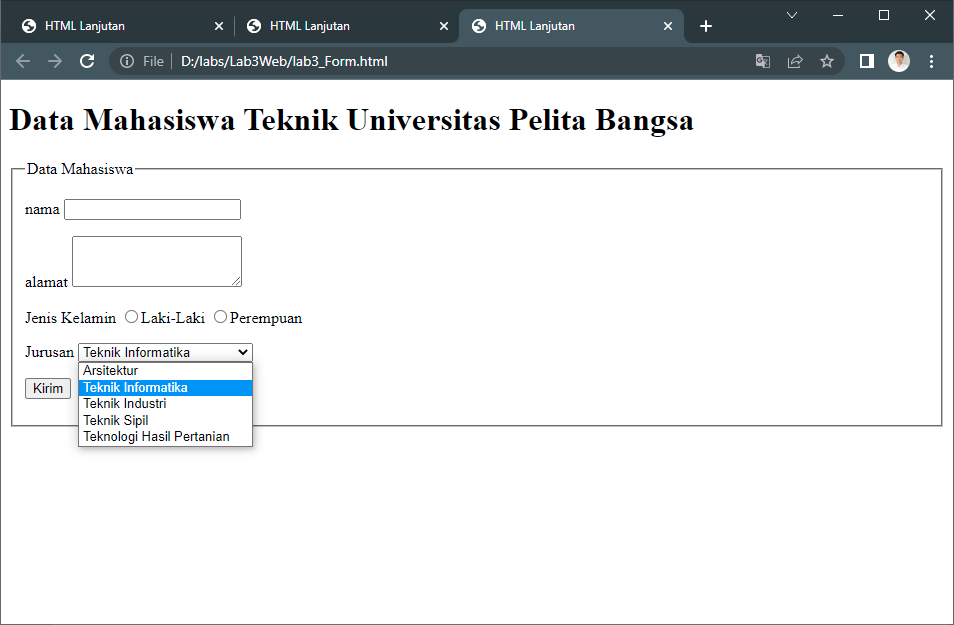 HTML Lanjutan
HTML Lanjutan
HTML Lanjutan
File
D:/labs/Lab3Web/lab3_Form.html
Data Mahasiswa Teknik Universitas Pelita Bangsa
Data Mahasiswa
nama
alamat
Jenis Kelamin Laki-Laki Perempuan
Jurusan Teknik Informatika
Arsitektur
Kirim
Teknik Informatika
Teknik Industri
Teknik Sipil
Teknologi Hasil Pertanian